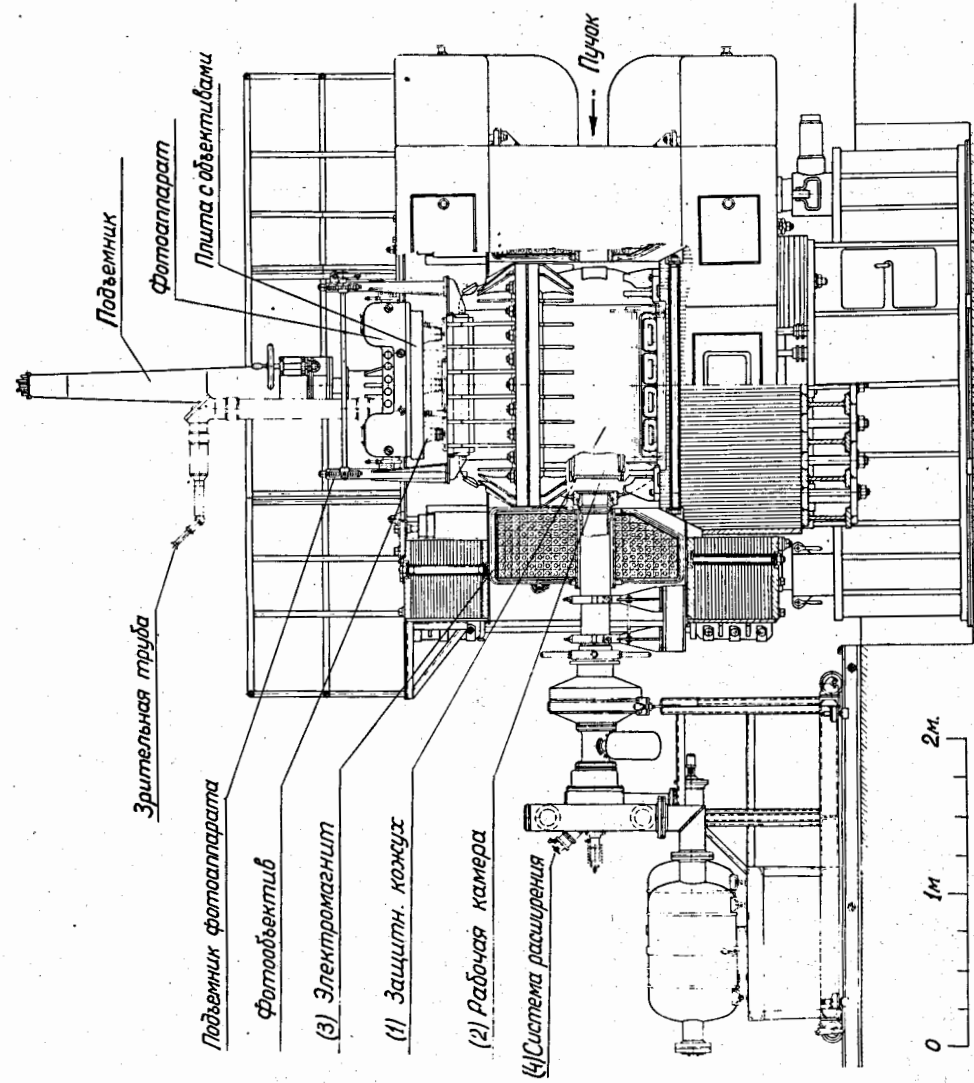 Подъемник
Фотоаппарат
Плита с объективами
Пучок
Зрительная труба
Подъемник фотоаппарата
Фотообъектив
(3) Электромагнит
(1) Защитн. кожух
(2) Рабочая камера
(4) Система расширения
0 1м 2м.